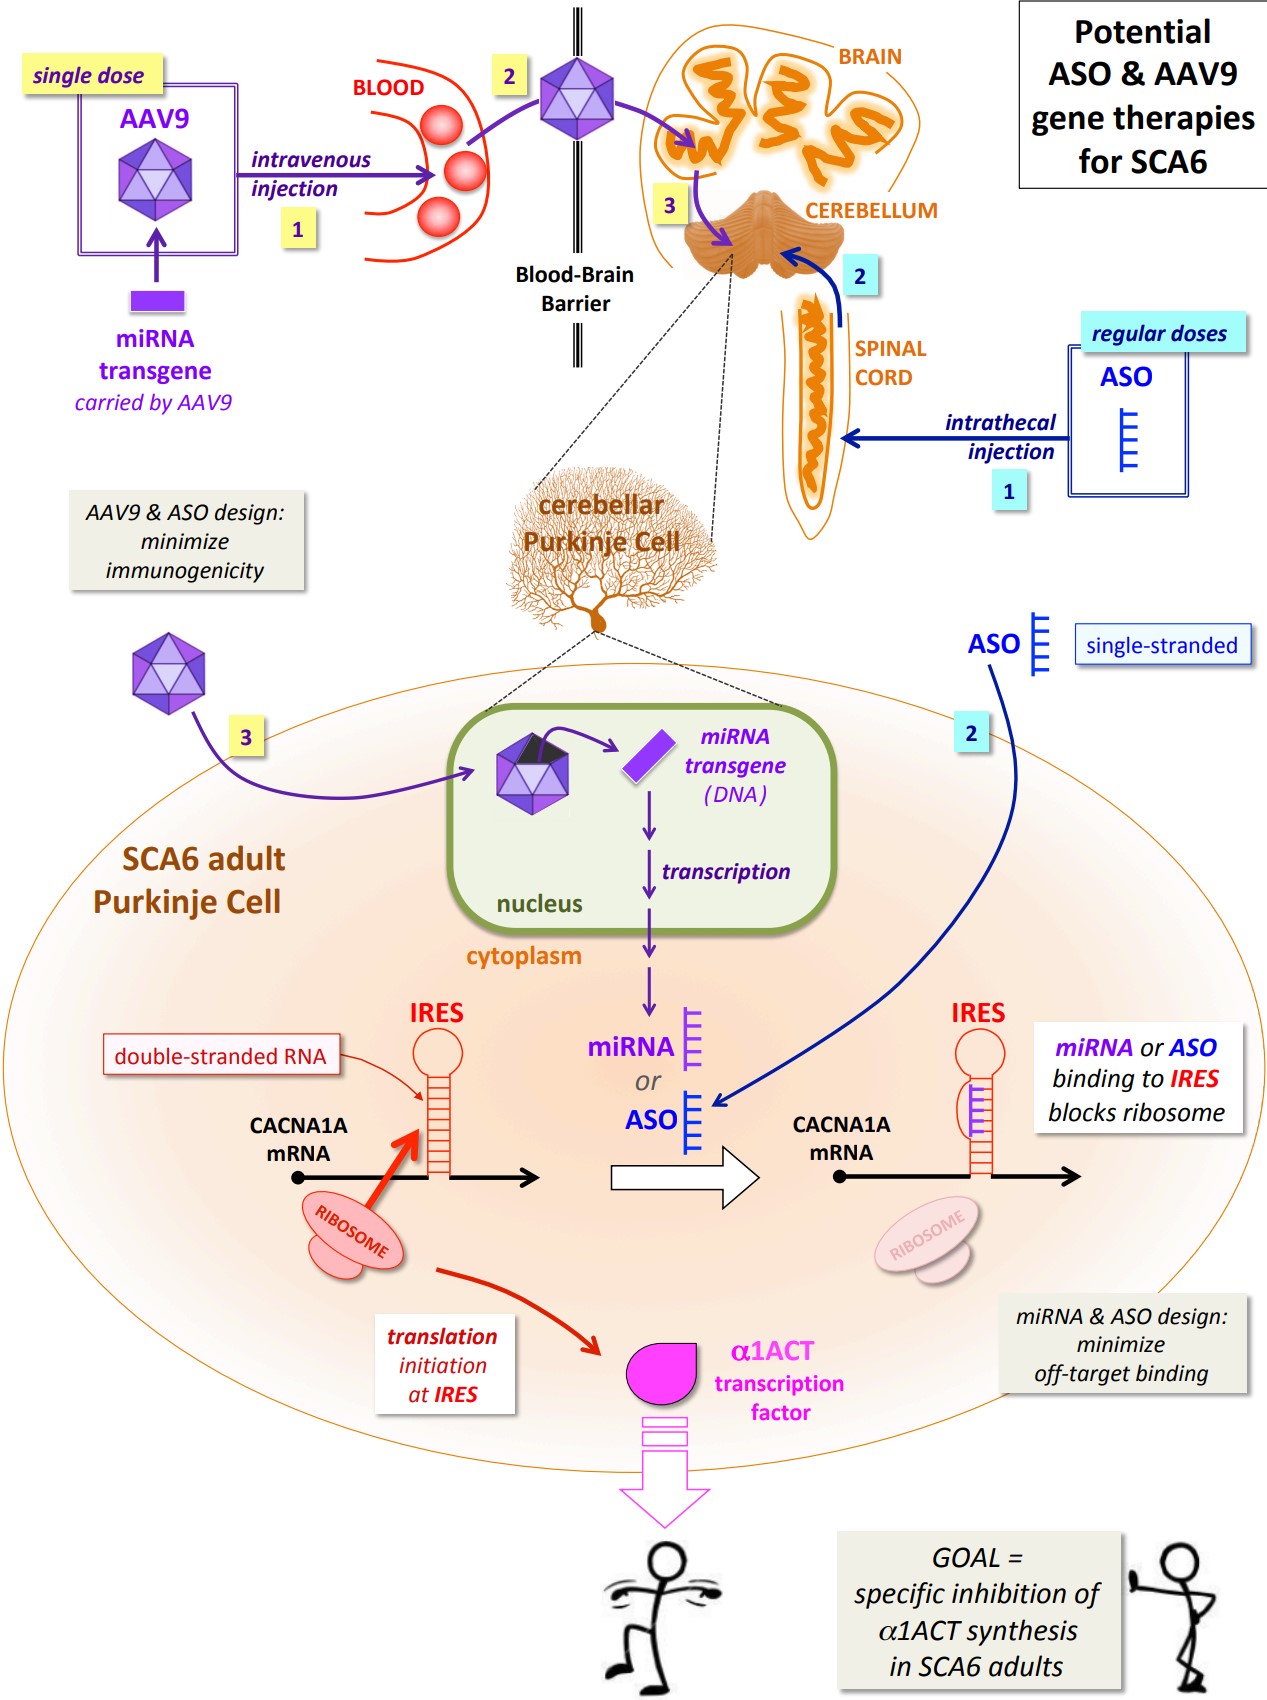 Potential
ASO & AAV9
gene therapies
for SCA6
single dose
AAV9
miRNA
transgene
carried by AAV9
intravenous
injection
1
BLOOD
2
Blood-Brain
Barrier
BRAIN
3
CEREBELLUM
2
SPINAL
CORD
regular doses
ASO
intrathecal
injection
1
AAV9 & ASO design:
minimize
immunogenicity
cerebellar
Purkinje Cell
ASO
single-stranded
3
2
miRNA
transgene
(DNA)
transcription
nucleus
cytoplasm
SCA6 adult
Purkinje Cell
IRES
double-stranded RNA
CACNA1A
mRNA
RIBOSOME
miRNA
or
ASO
IRES
CACNA1A
mRNA
RIBOSOME
miRNA or ASO
binding to IRES
blocks ribosome
translation
initiation
at IRES
α1ACT
transcription
factor
miRNA & ASO design:
minimize
off-target binding
GOAL =
specific inhibition of
α1ACT synthesis
in SCA6 adults